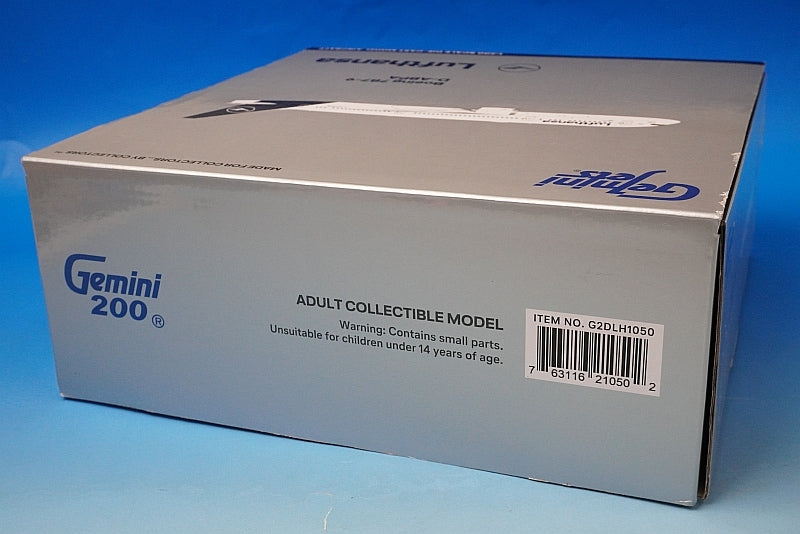 Lufthansa
Boeing 787-9
D-ABPA
Lufthansa
Gemini
Jets
MADE FOR COLLECTORS... BY COLLECTORS ™
Gemini
200 ®
ADULT COLLECTIBLE MODEL
Warning: Contains small parts.
Unsuitable for children under 14 years of age.
ITEM NO. G2DLH1050
7 63116 21050 2